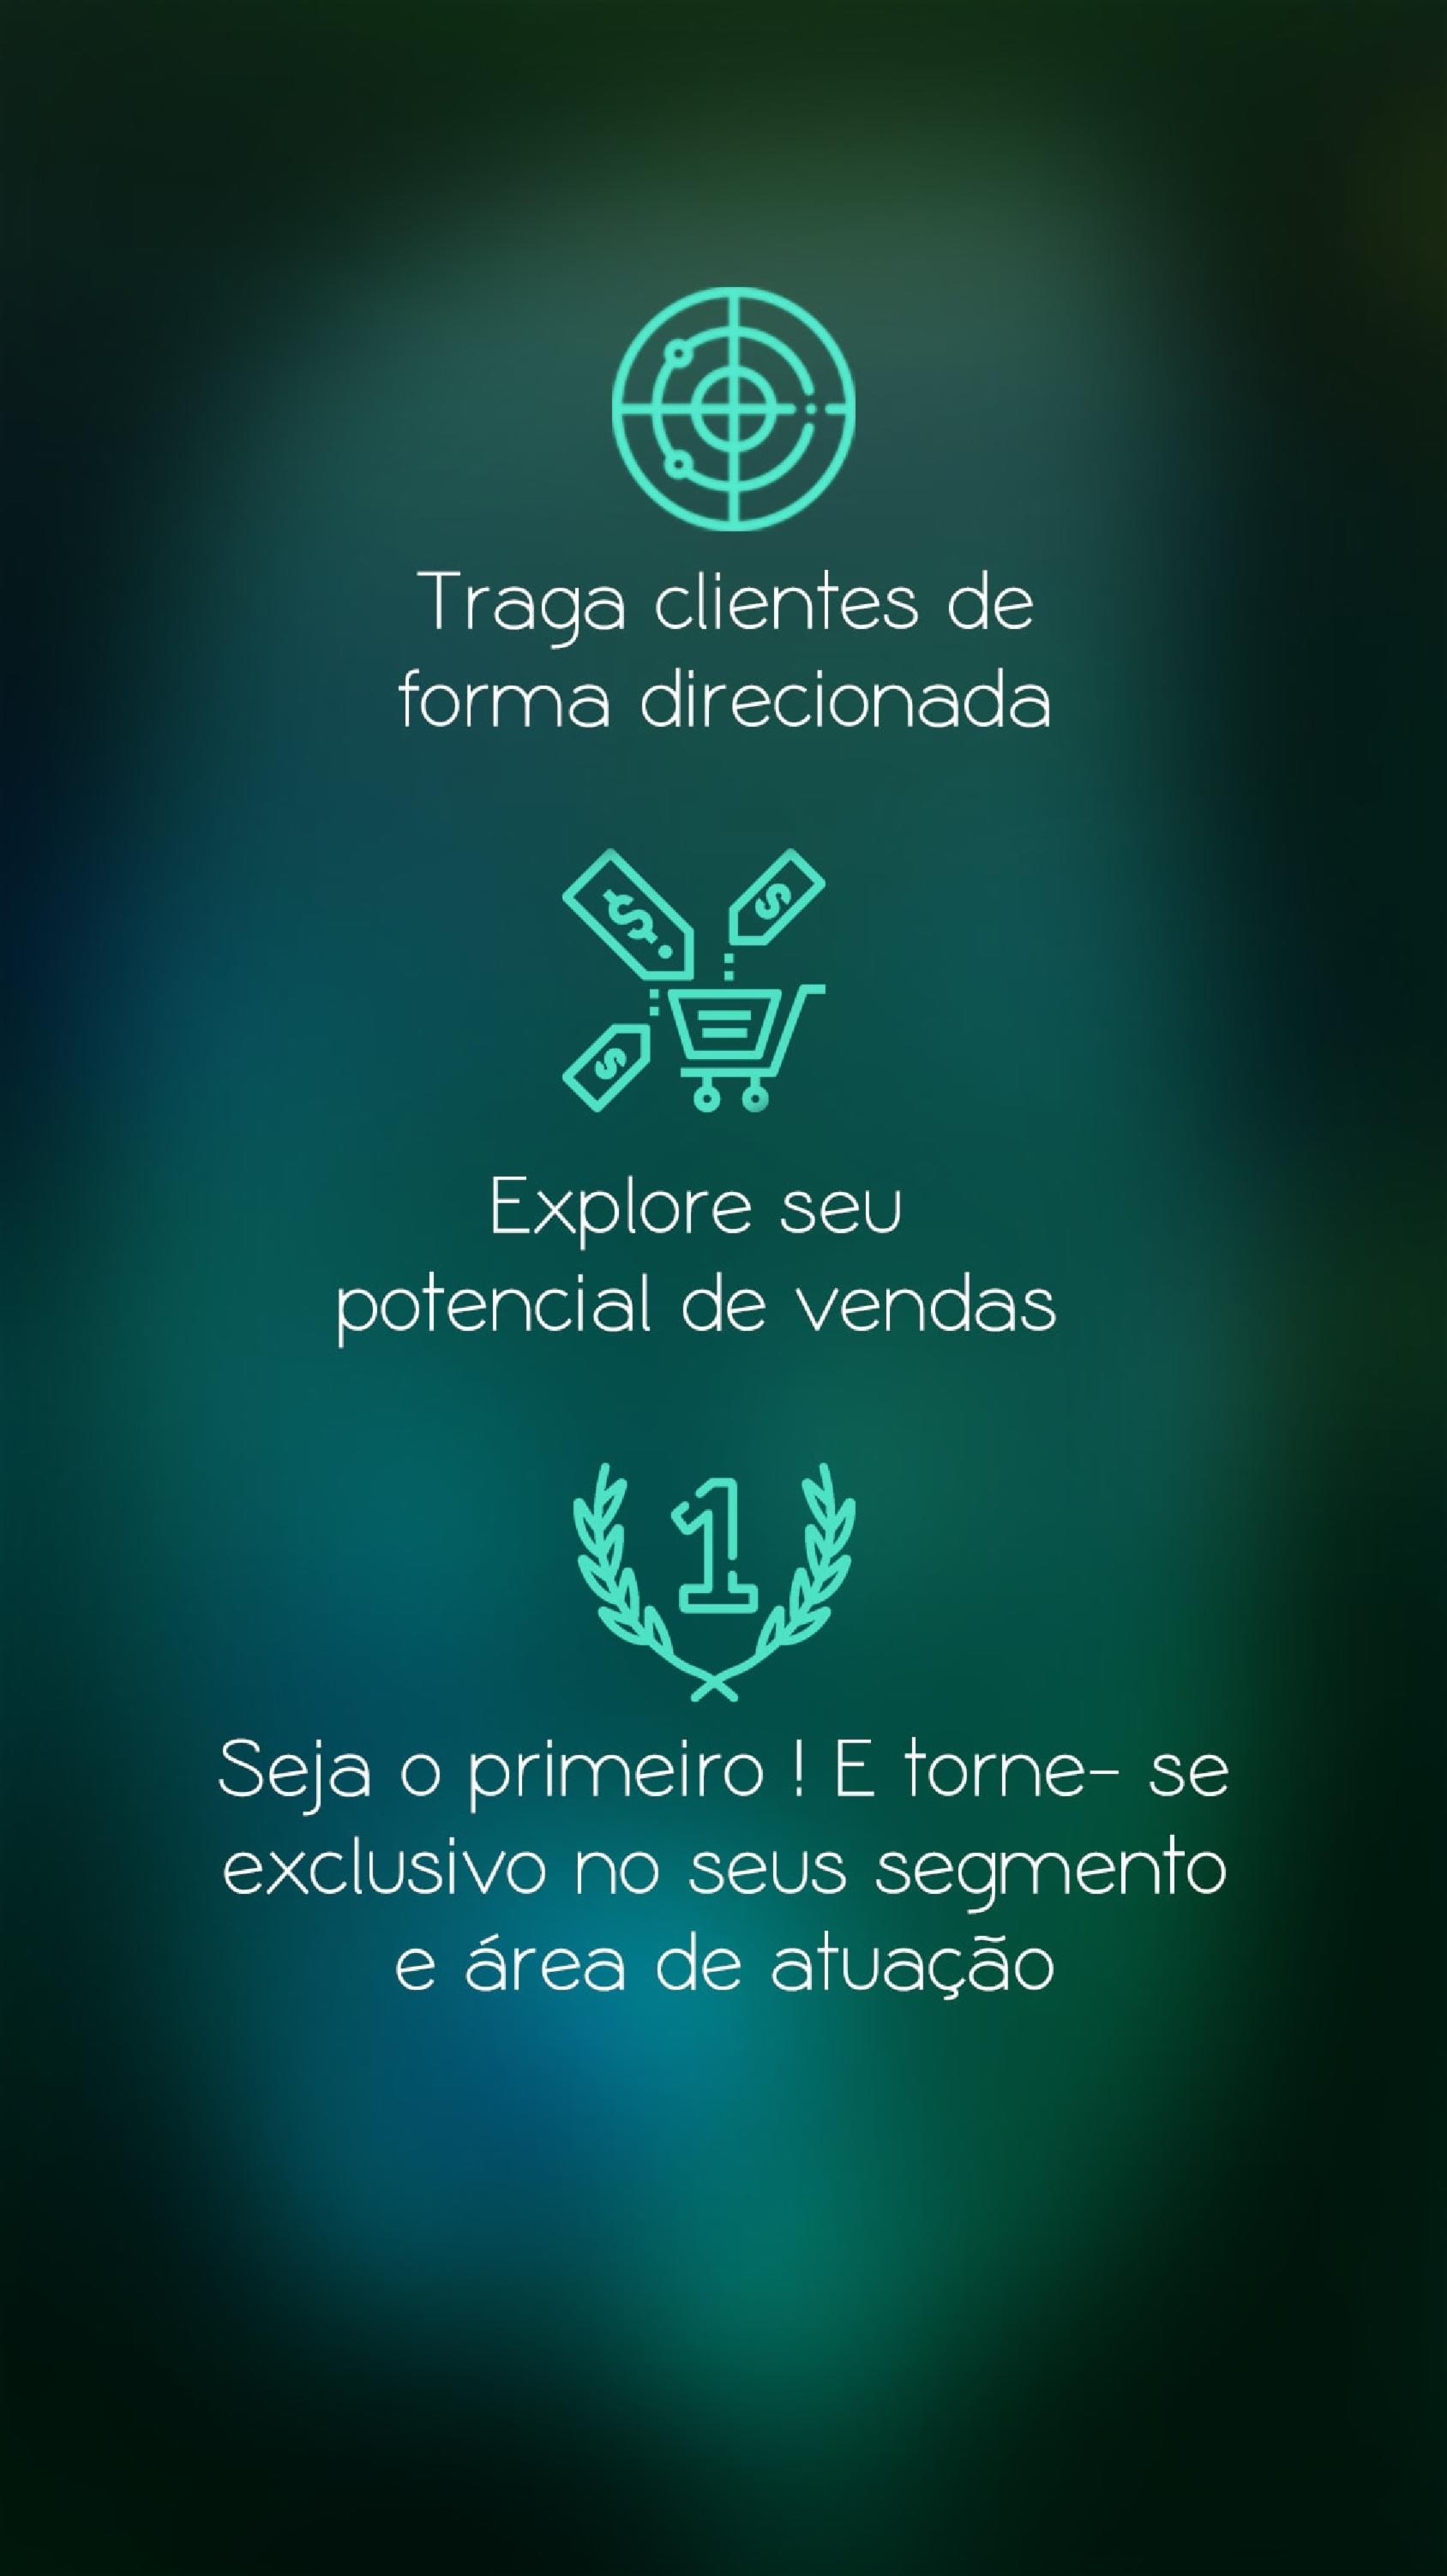 Traga clientes de
forma direcionada
$
$
$
Explore seu
potencial de vendas
1
Seja o primeiro ! E torne- se
exclusivo no seus segmento
e área de atuação